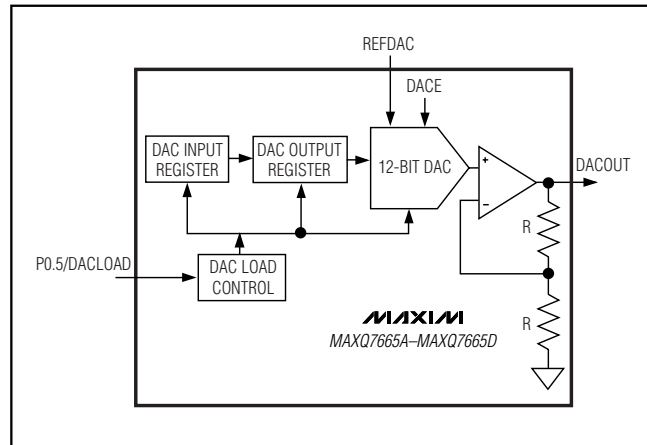 REFDAC
DACE
DAC INPUT
REGISTER
DAC OUTPUT
REGISTER
12-BIT DAC
+
−
DACOUT
R
P0.5/DACLOAD
DAC LOAD
CONTROL
R
MAXIM
MAXQ7665A–MAXQ7665D